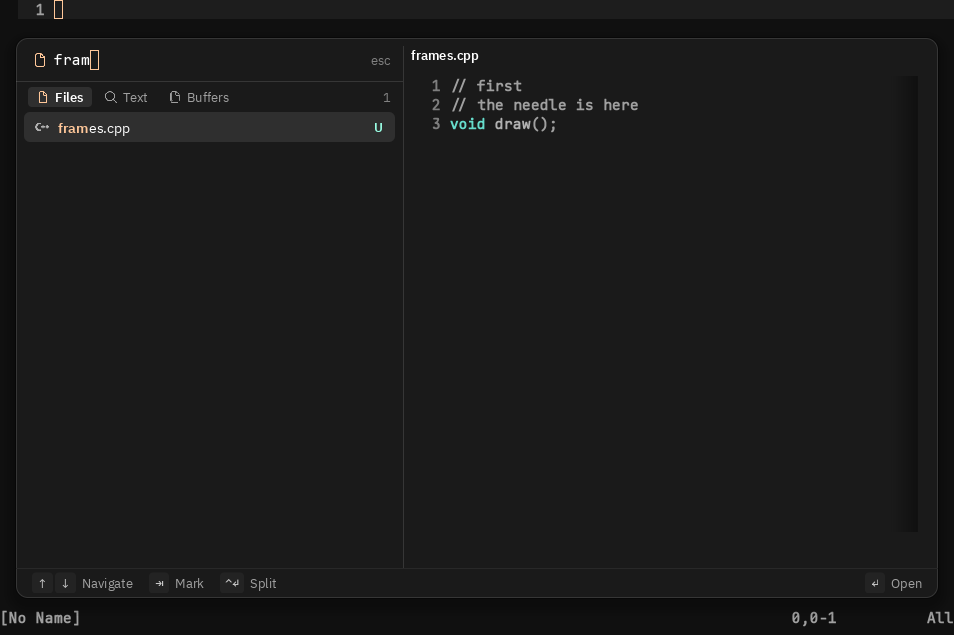 1
fram esc
Files Text Buffers 1
frames.cpp U
frames.cpp
1 // first
2 // the needle is here
3 void draw();
↑ ↓ Navigate ⇥ Mark ^↵ Split ↵ Open
[No Name] 0,0-1 All